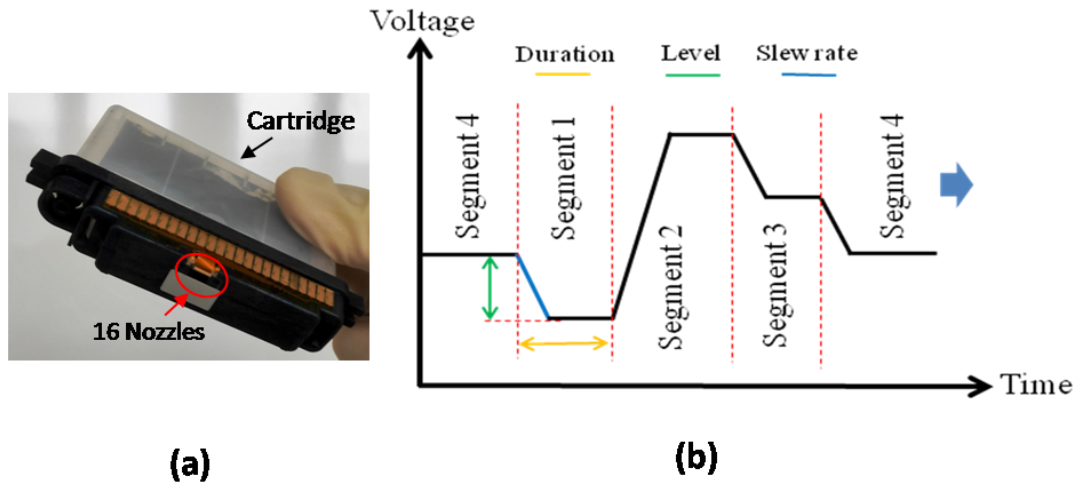 Cartridge
16 Nozzles
(a)
Voltage
Duration
Level
Slew rate
Segment 4
Segment 1
Segment 2
Segment 3
Segment 4
Time
(b)